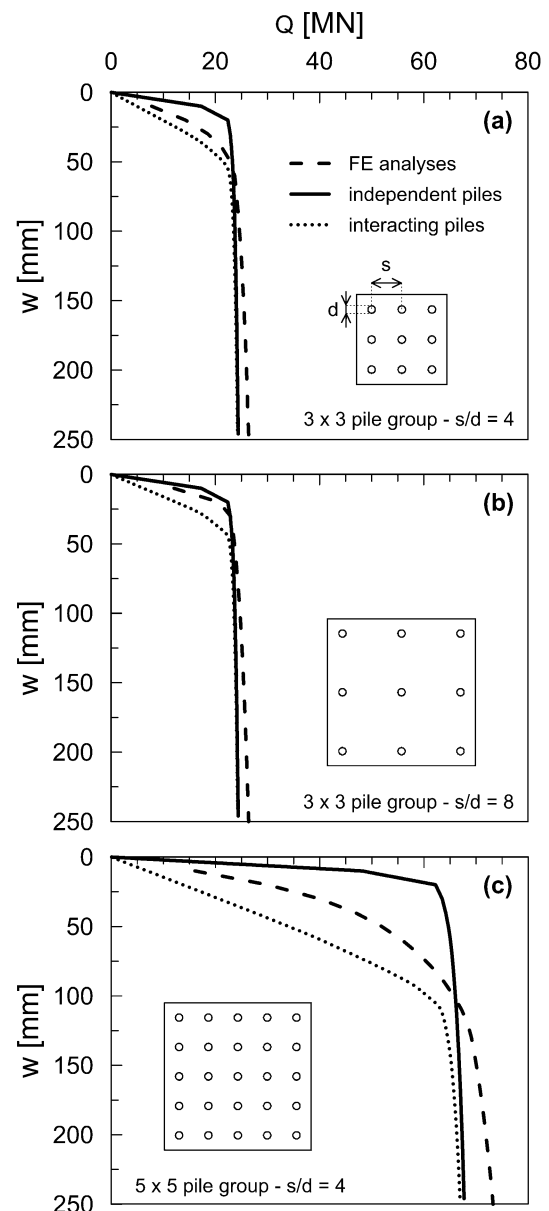 Q [MN]
0 20 40 60 80
0
50
100
150
200
250
w [mm]
(a)
FE analyses
independent piles
interacting piles
s
d
3 x 3 pile group - s/d = 4
0
50
100
150
200
250
w [mm]
(b)
3 x 3 pile group - s/d = 8
0
50
100
150
200
250
w [mm]
(c)
5 x 5 pile group - s/d = 4